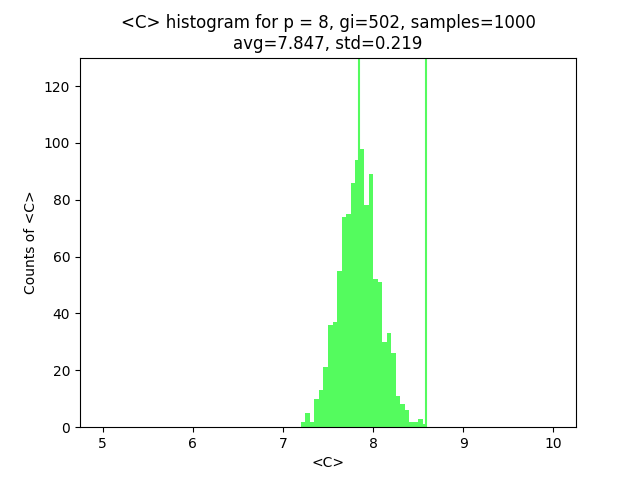 <C> histogram for p = 8, gi=502, samples=1000
avg=7.847, std=0.219
120
100
80
60
40
20
0
Counts of <C>
5 6 7 8 9 10
<C>